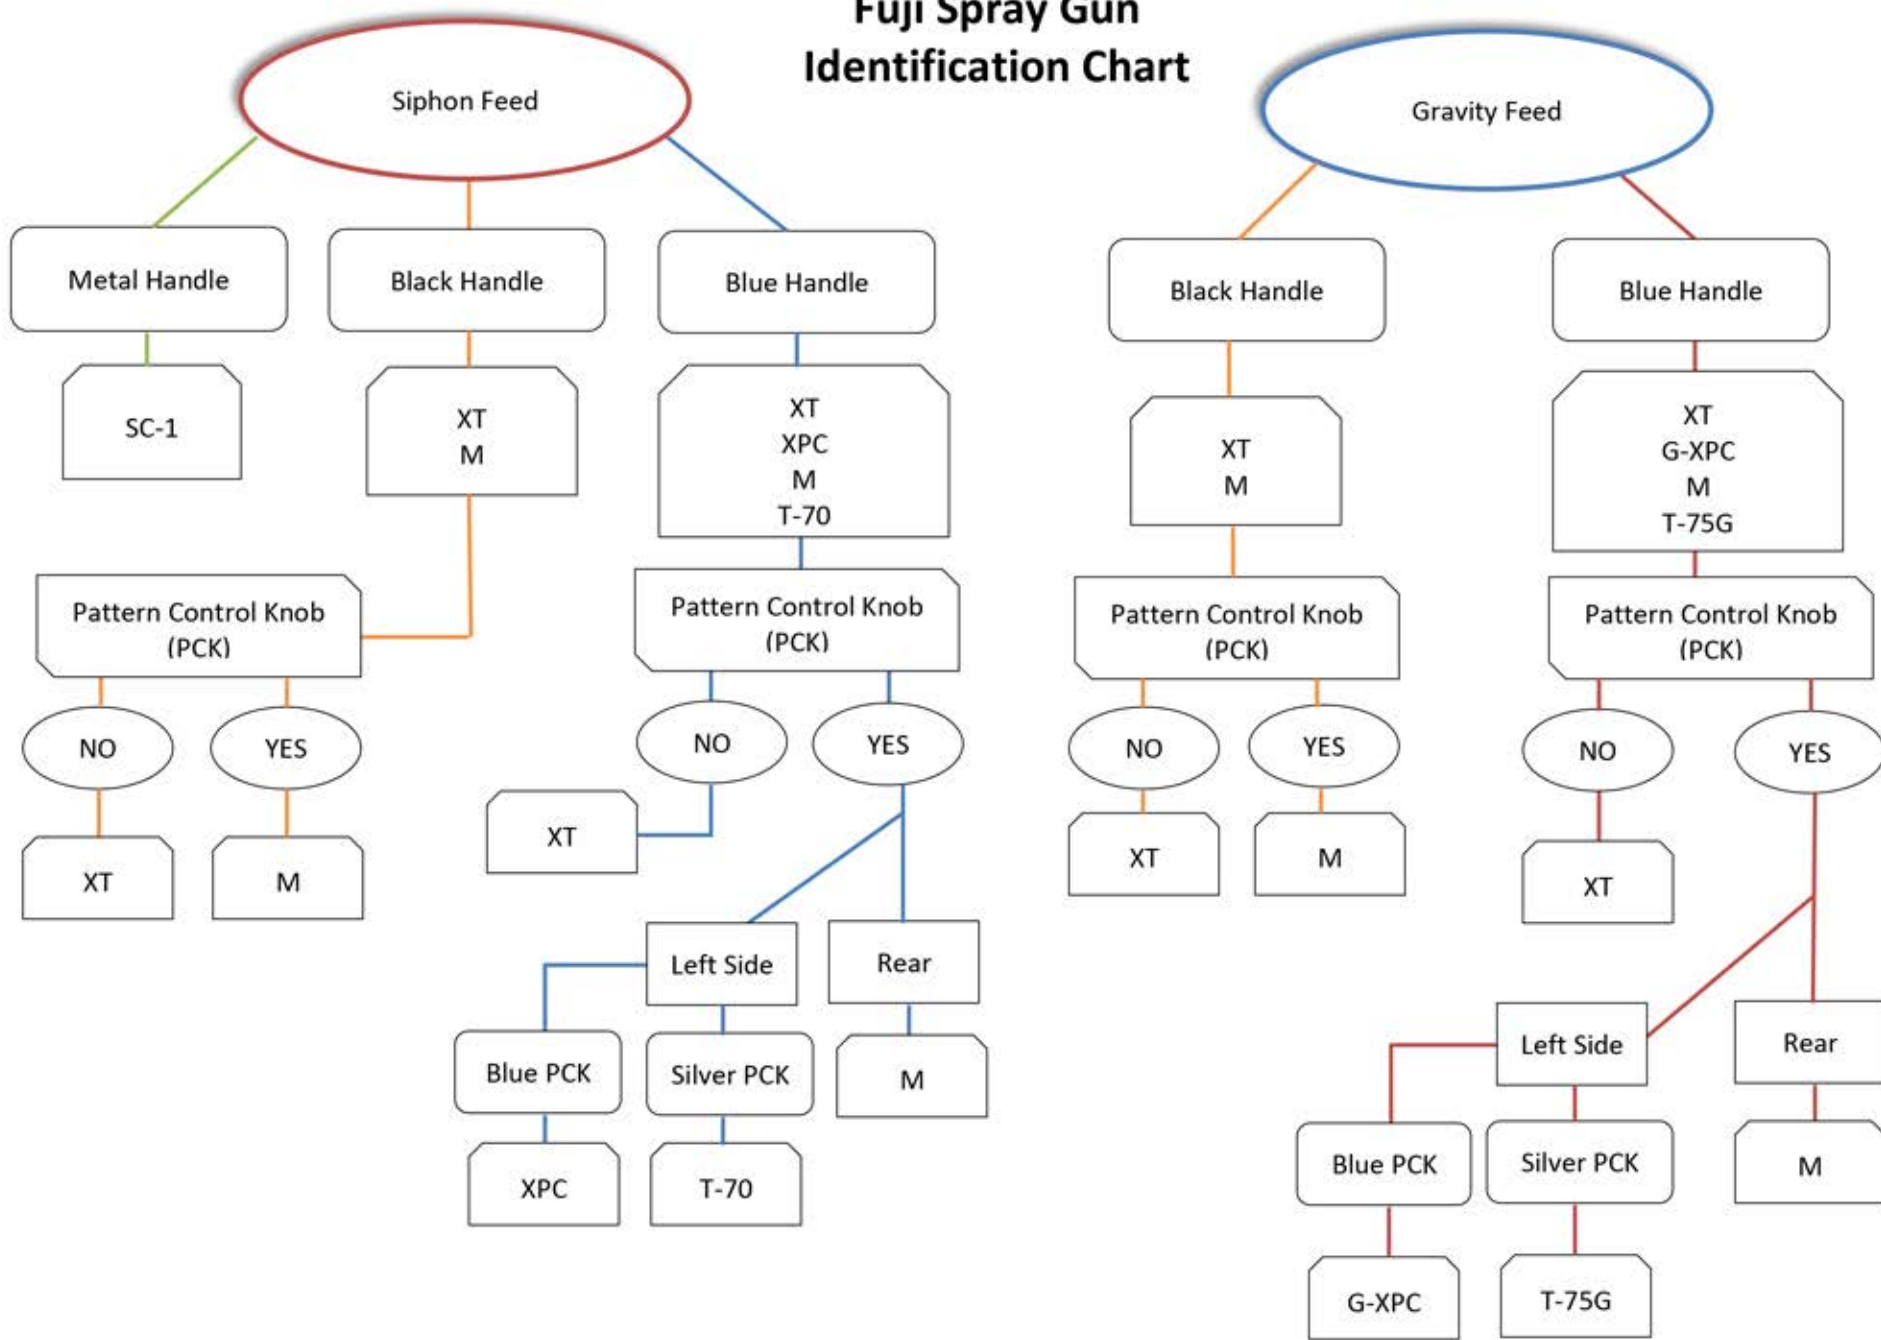 Fuji Spray Gun
Identification Chart
Siphon Feed
Gravity Feed
Metal Handle
Black Handle
Blue Handle
Black Handle
Blue Handle
SC-1
XT
M
XT
XPC
M
T-70
XT
M
XT
G-XPC
M
T-75G
Pattern Control Knob
(PCK)
Pattern Control Knob
(PCK)
Pattern Control Knob
(PCK)
Pattern Control Knob
(PCK)
NO
YES
NO
YES
NO
YES
NO
YES
XT
M
XT
XT
M
XT
Left Side
Rear
Blue PCK
Silver PCK
M
XPC
T-70
Left Side
Rear
Blue PCK
Silver PCK
M
G-XPC
T-75G